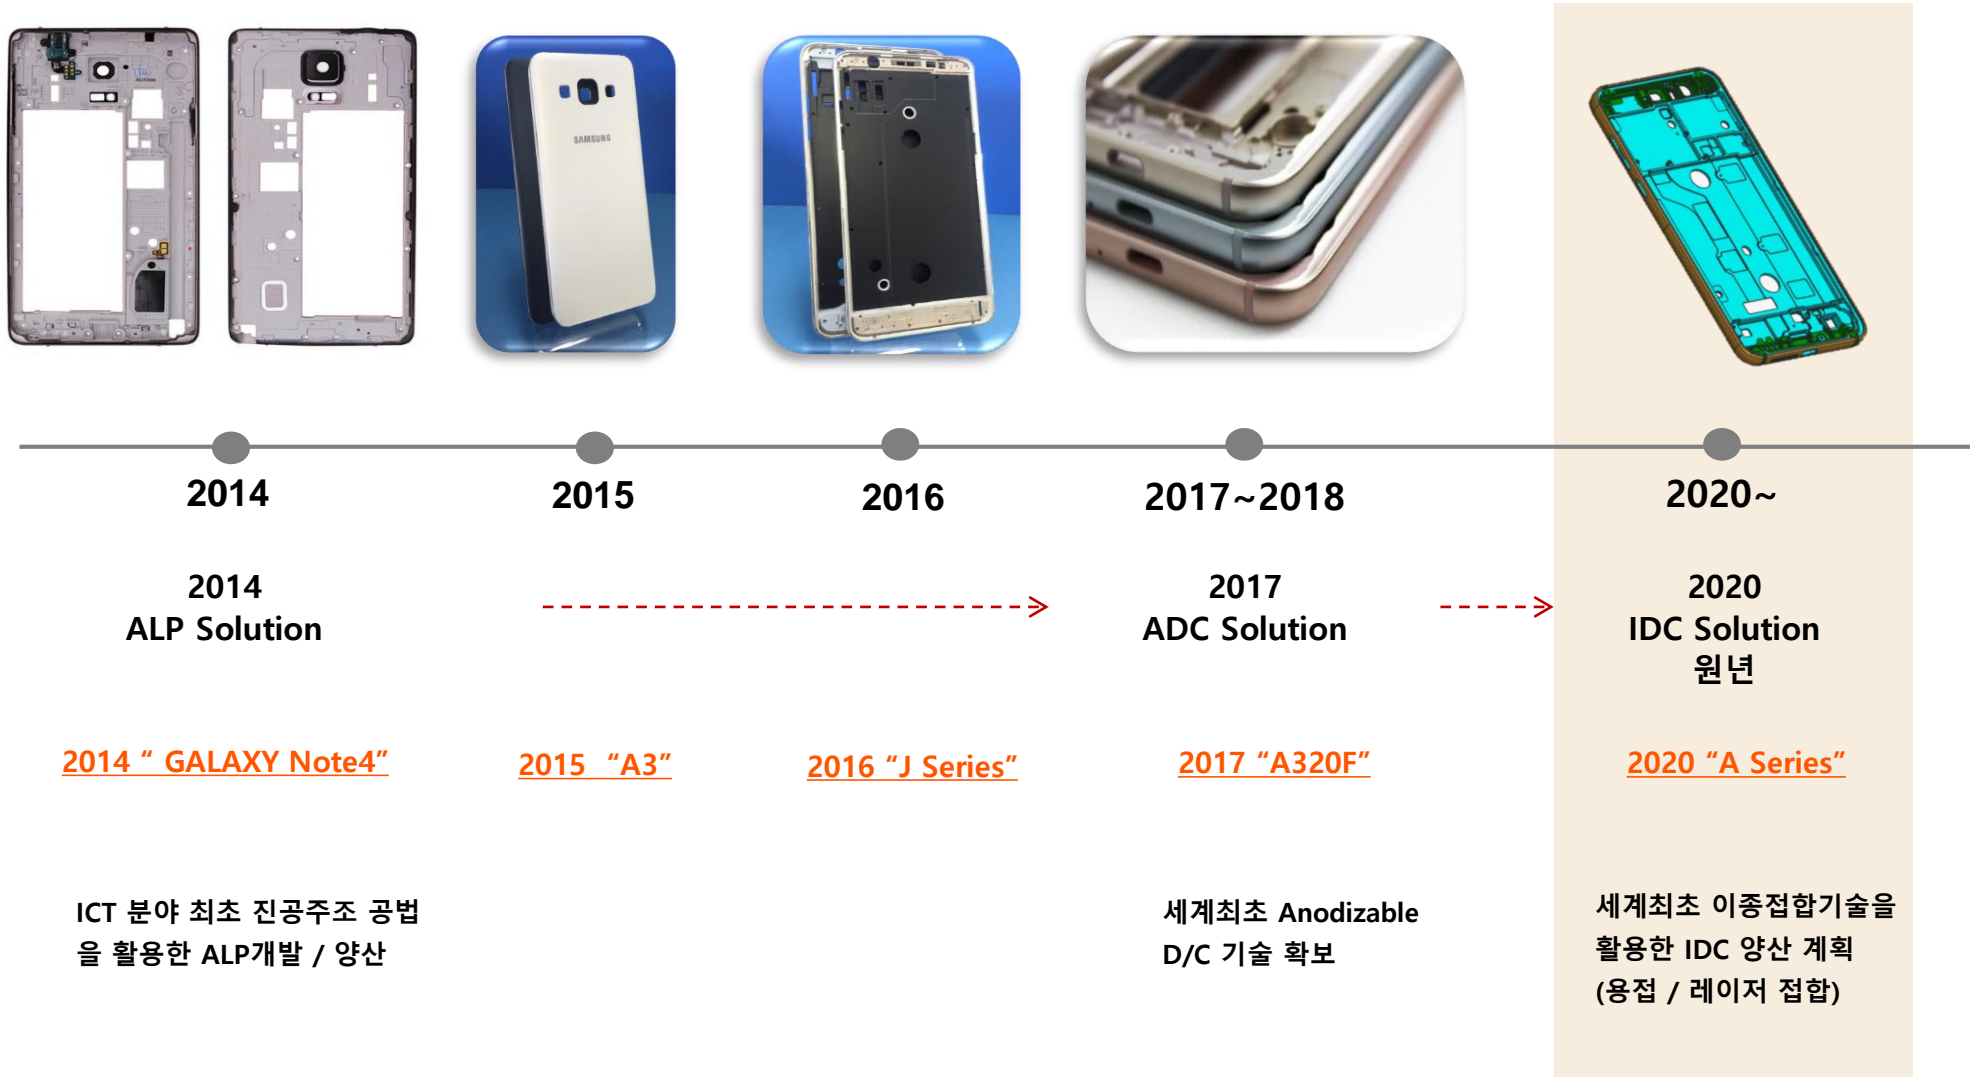 SAMSUNG
2014
2015
2016
2017~2018
2020~
2014
ALP Solution
2017
ADC Solution
2020
IDC Solution
원년
2014 “ GALAXY Note4”
2015 “A3”
2016 “J Series”
2017 “A320F”
2020 “A Series”
ICT 분야 최초 진공주조 공법
을 활용한 ALP개발 / 양산
세계최초 Anodizable
D/C 기술 확보
세계최초 이종접합기술을
활용한 IDC 양산 계획
(용접 / 레이저 접합)